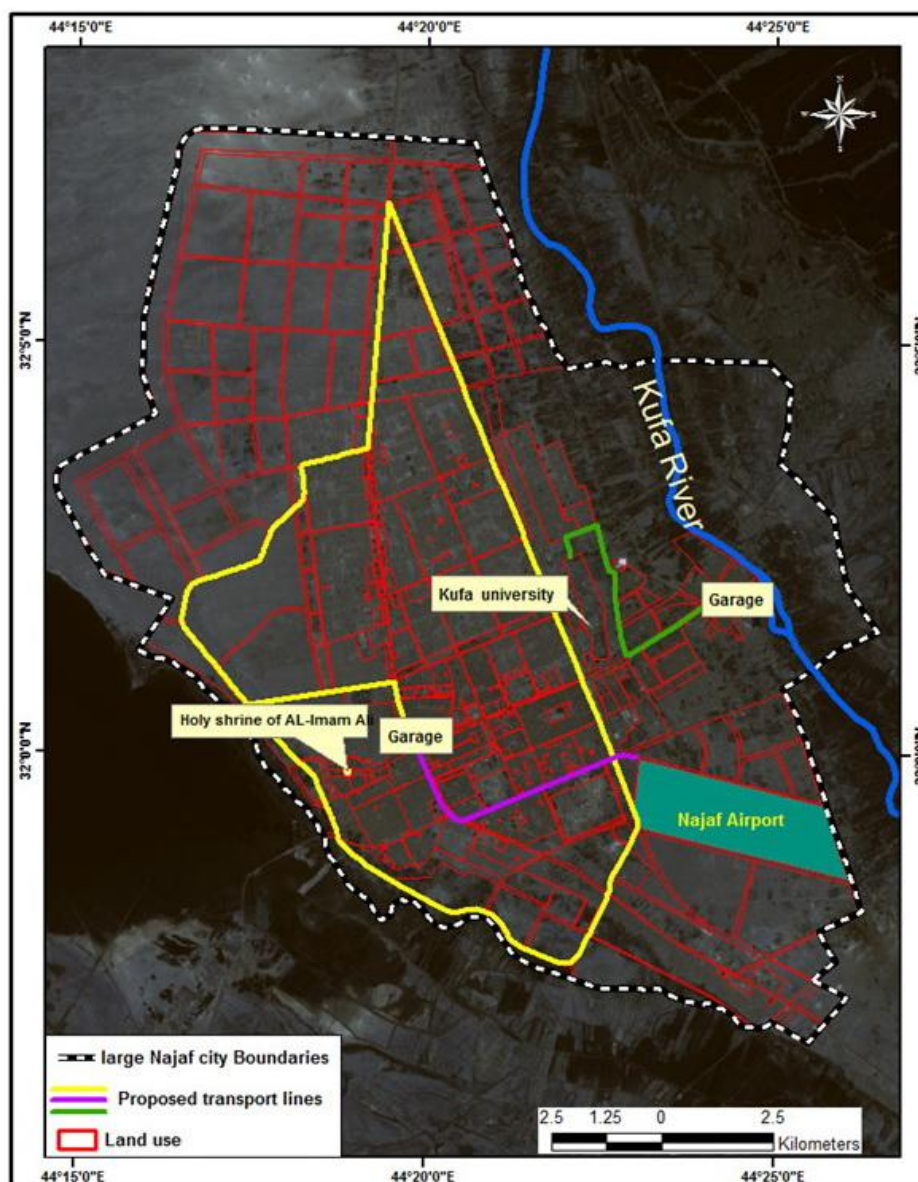 44°15'0"E
44°20'0"E
44°25'0"E
32°5'0"N
Kufa River
Kufa university
Garage
Holy shrine of AL-Imam Ali
Garage
32°0'0"N
Najaf Airport
large Najaf city Boundaries
Proposed transport lines
Land use
2.5 1.25 0 2.5
Kilometers
44°15'0"E
44°20'0"E
44°25'0"E